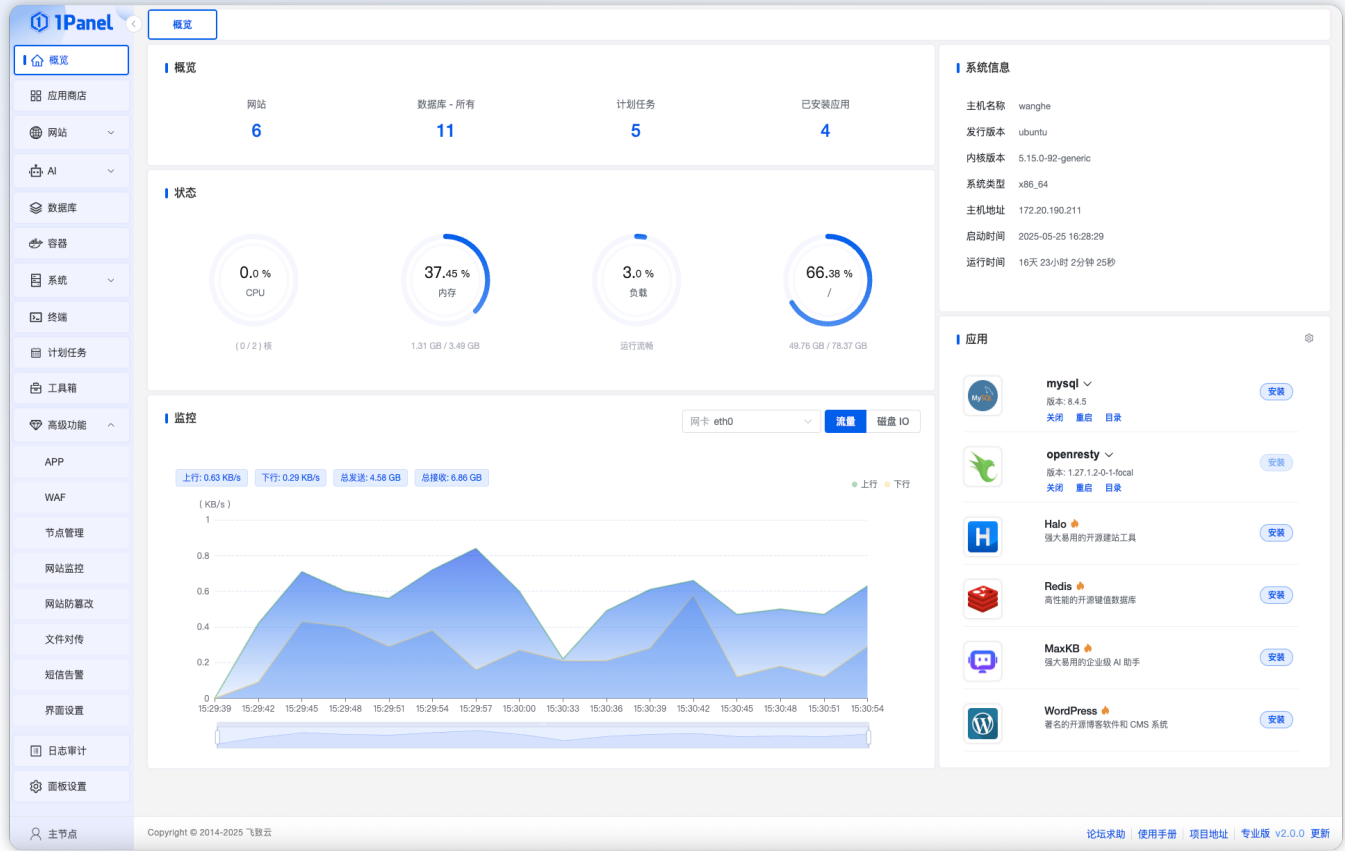 1Panel
概览
应用商店
网站
AI
数据库
容器
系统
终端
计划任务
工具箱
高级功能
APP
WAF
节点管理
网站监控
网站防篡改
文件对传
短信告警
界面设置
日志审计
面板设置
主节点
概览
概览
网站 数据库 - 所有 计划任务 已安装应用
6 11 5 4
状态
0.0 % 37.45 % 3.0 % 66.38 %
CPU 内存 负载 /
( 0 / 2 ) 核 1.31 GB / 3.49 GB 运行流畅 49.76 GB / 78.37 GB
监控
网卡 eth0 流量 磁盘 IO
上行: 0.63 KB/s 下行: 0.29 KB/s 总发送: 4.58 GB 总接收: 6.86 GB
上行 下行
( KB/s )
1
0.8
0.6
0.4
0.2
0
15:29:39 15:29:42 15:29:45 15:29:48 15:29:51 15:29:54 15:29:57 15:30:00 15:30:33 15:30:36 15:30:39 15:30:42 15:30:45 15:30:48 15:30:51 15:30:54
系统信息
主机名称 wanghe
发行版本 ubuntu
内核版本 5.15.0-92-generic
系统类型 x86_64
主机地址 172.20.190.211
启动时间 2025-05-25 16:28:29
运行时间 16天 23小时 2分钟 25秒
应用
MySQL
mysql
版本: 8.4.5
关闭 重启 目录
安装
openresty
版本: 1.27.1.2-0-1-focal
关闭 重启 目录
安装
H
Halo
强大易用的开源建站工具
安装
Redis
高性能的开源键值数据库
安装
MaxKB
强大易用的企业级 AI 助手
安装
WordPress
著名的开源博客软件和 CMS 系统
安装
Copyright © 2014-2025 飞致云
论坛求助 使用手册 项目地址 专业版 v2.0.0 更新